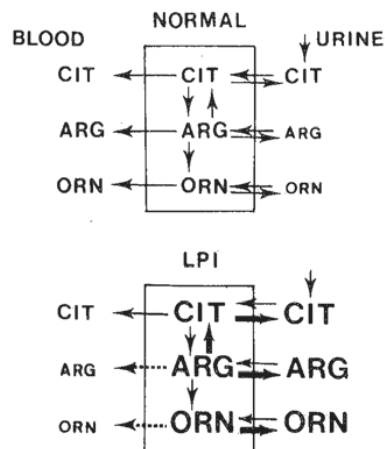 NORMAL
BLOOD URINE
CIT CIT CIT
ARG ARG ARG
ORN ORN ORN
LPI
CIT CIT CIT
ARG ARG ARG
ORN ORN ORN